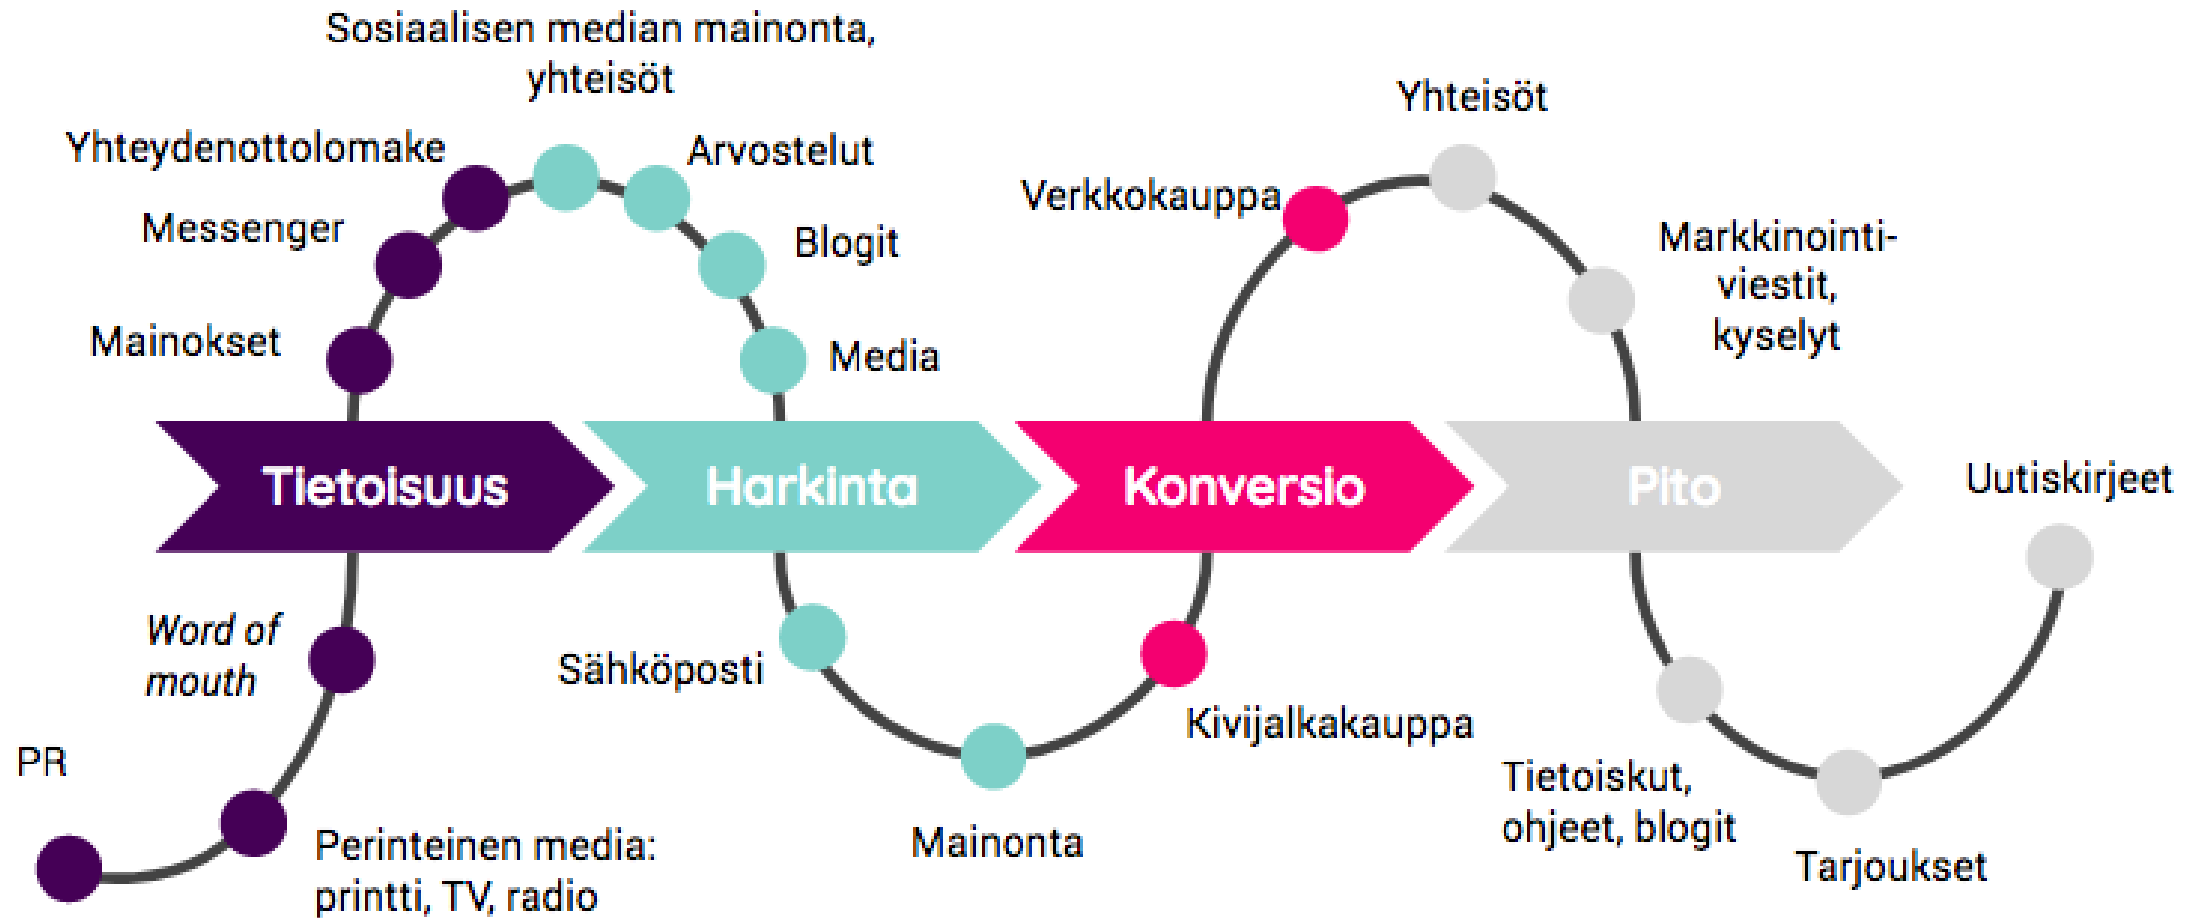 Sosiaalisen median mainonta,
yhteisöt
Yhteydenottolomake
Arvostelut
Messenger
Blogit
Mainokset
Media
Yhteisöt
Verkkokauppa
Markkinointi-
viestit,
kyselyt
Tietoisuus
Harkinta
Konversio
Pito
Uutiskirjeet
Word of
mouth
Sähköposti
Kivijalkakauppa
PR
Perinteinen media:
printti, TV, radio
Mainonta
Tietoiskut,
ohjeet, blogit
Tarjoukset